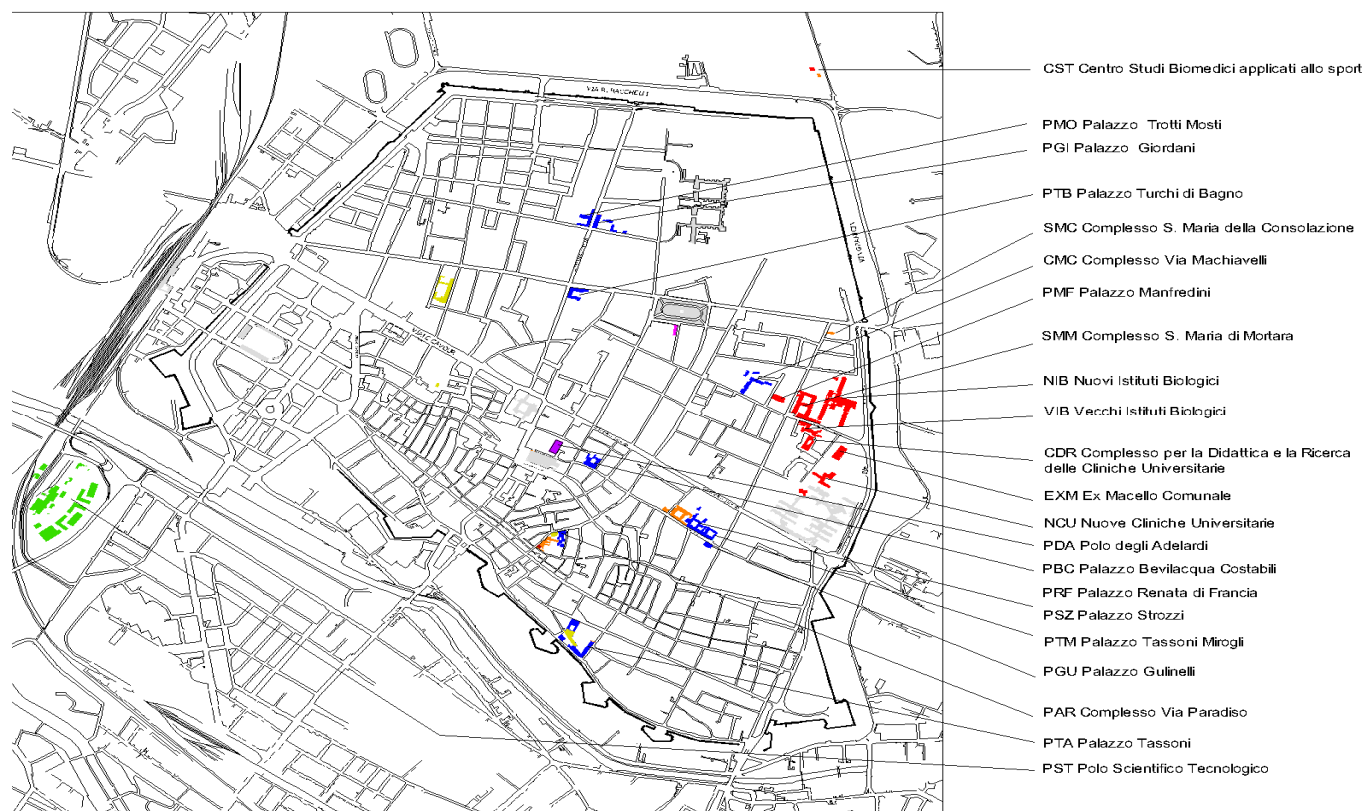 CST Centro Studi Biomedici applicati allo sport
VIA R. BACCHELLI
PMO Palazzo Trotti Mosti
PGI Palazzo Giordani
PTB Palazzo Turchi di Bagno
SMC Complesso S. Maria della Consolazione
CMC Complesso Via Machiavelli
PMF Palazzo Manfredini
SMM Complesso S. Maria di Mortara
VIALE CAVOUR
NIB Nuovi Istituti Biologici
VIB Vecchi Istituti Biologici
CDR Complesso per la Didattica e la Ricerca
delle Cliniche Universitarie
EXM Ex Macello Comunale
NCU Nuove Cliniche Universitarie
PDA Polo degli Adelardi
PBC Palazzo Bevilacqua Costabili
PRF Palazzo Renata di Francia
PSZ Palazzo Strozzi
PTM Palazzo Tassoni Mirogli
PGU Palazzo Gulinelli
PAR Complesso Via Paradiso
PTA Palazzo Tassoni
PST Polo Scientifico Tecnologico